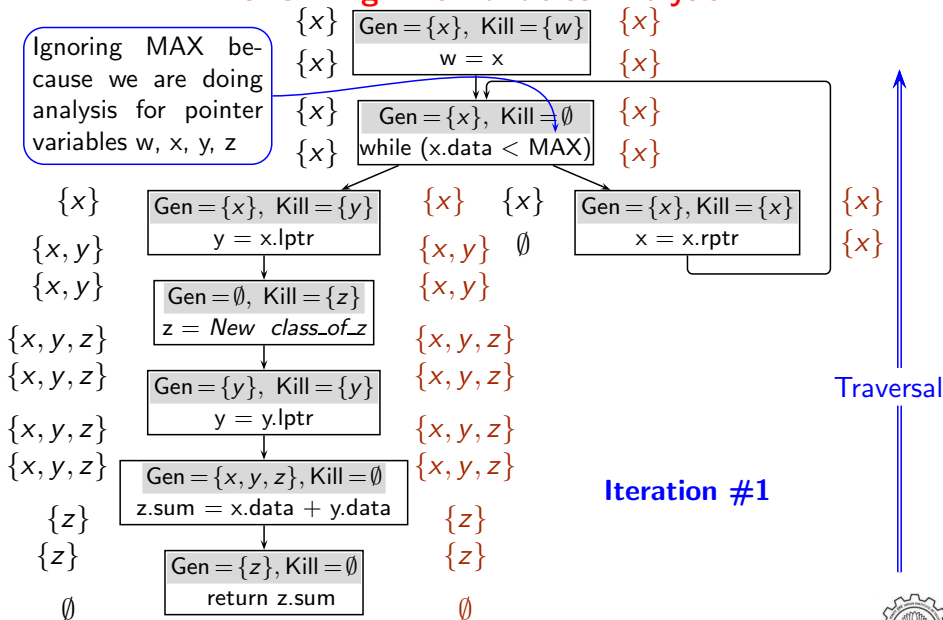 {x} Gen = {x}, Kill = {w} {x}
{x} w = x {x}
Ignoring MAX be-
cause we are doing
analysis for pointer
variables w, x, y, z
{x} Gen = {x}, Kill = ∅ {x}
{x} while (x.data < MAX) {x}
{x} Gen = {x}, Kill = {y} {x} {x} Gen = {x}, Kill = {x} {x}
{x, y} y = x.lptr {x, y} ∅ x = x.rptr {x}
{x, y} Gen = ∅, Kill = {z} {x, y}
{x, y, z} z = New class_of_z {x, y, z}
{x, y, z} Gen = {y}, Kill = {y} {x, y, z}
Traversal
{x, y, z} y = y.lptr {x, y, z}
{x, y, z} Gen = {x, y, z}, Kill = ∅ {x, y, z}
Iteration #1
{z} z.sum = x.data + y.data {z}
{z} Gen = {z}, Kill = ∅ {z}
∅ return z.sum ∅